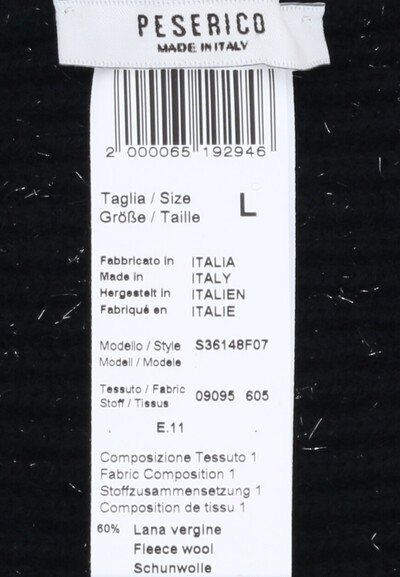 PESERICO
MADE IN ITALY
2 000065 192946
Taglia / Size
Größe / Taille L
Fabbricato in ITALIA
Made in ITALY
Hergestelt in ITALIEN
Fabriqué en ITALIE
Modello / Style S36148F07
Modell / Modele
Tessuto / Fabric
Stoff / Tissus 09095 605
E.11
Composizione Tessuto 1
Fabric Composition 1
Stoffzusammensetzung 1
Composition de tissu 1
60% Lana vergine
Fleece wool
Schunwolle